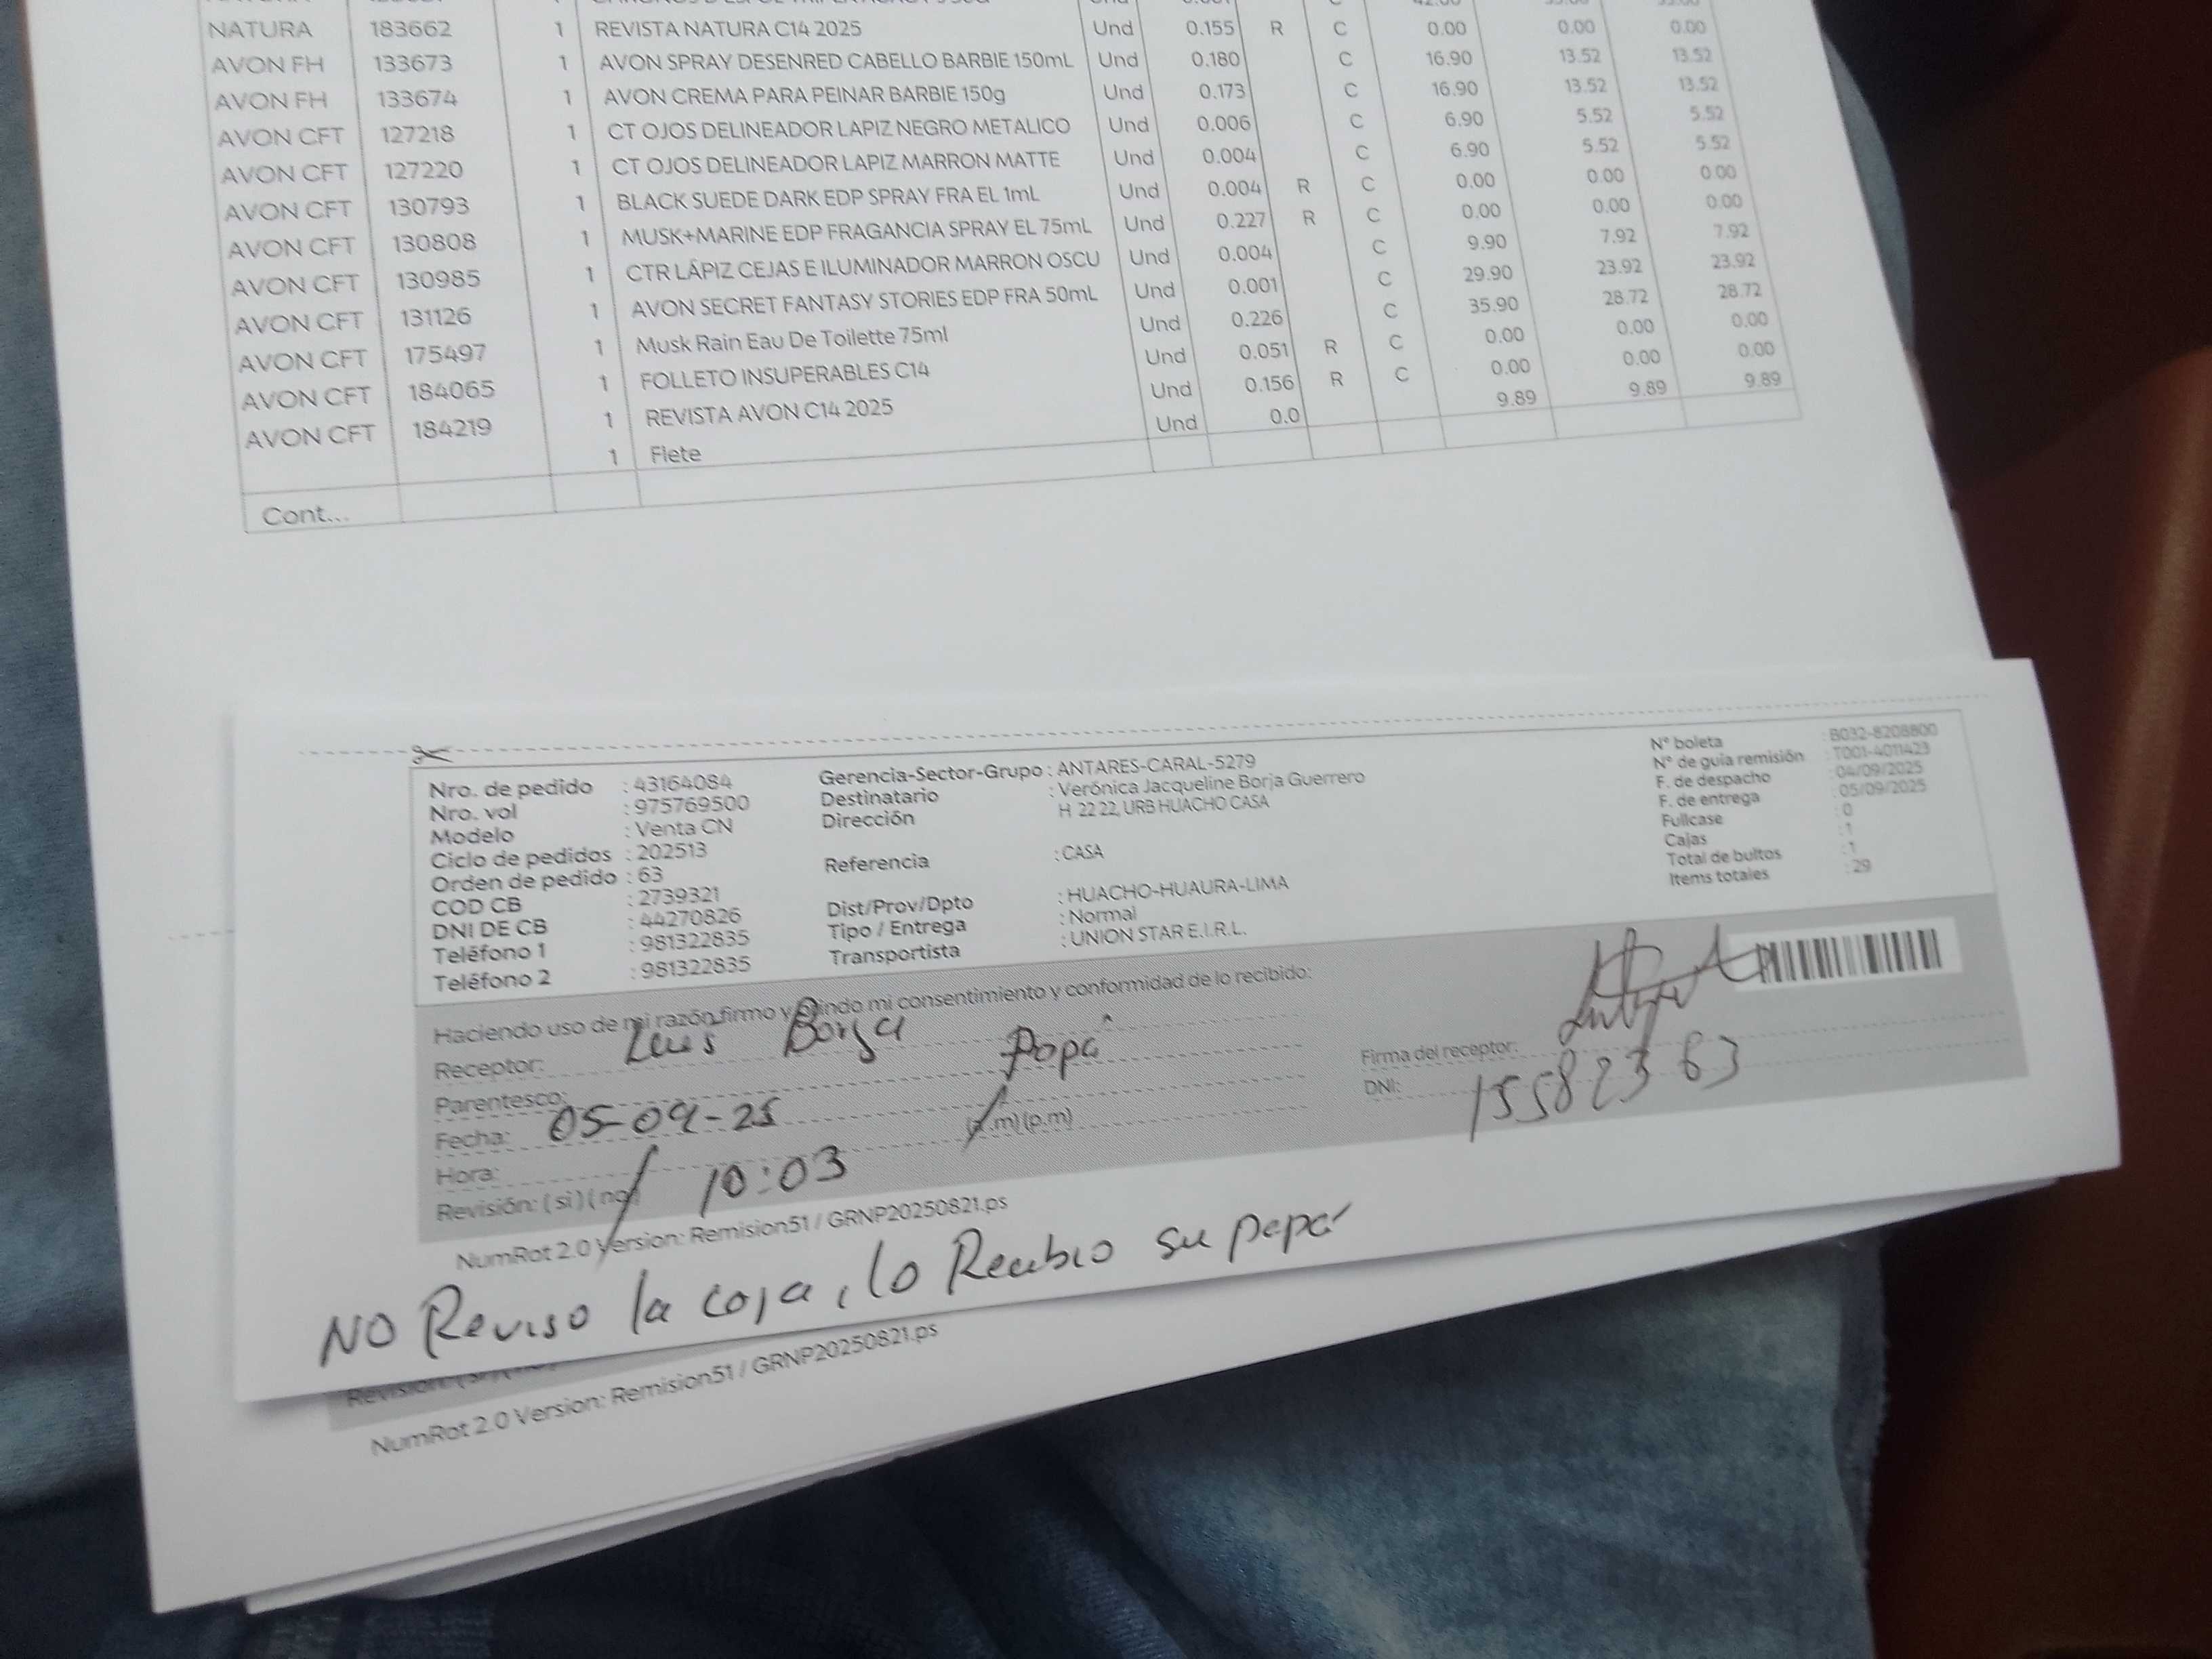 NATURA 183662 1 REVISTA NATURA C14 2025 Und 0.155 R C 0.00 0.00 0.00
AVON FH 133673 1 AVON SPRAY DESENRED CABELLO BARBIE 150mL Und 0.180 C 16.90 13.52 13.52
AVON FH 133674 1 AVON CREMA PARA PEINAR BARBIE 150g Und 0.173 C 16.90 13.52 13.52
AVON CFT 127218 1 CT OJOS DELINEADOR LAPIZ NEGRO METALICO Und 0.006 C 6.90 5.52 5.52
AVON CFT 127220 1 CT OJOS DELINEADOR LAPIZ MARRON MATTE Und 0.004 C 6.90 5.52 5.52
AVON CFT 130793 1 BLACK SUEDE DARK EDP SPRAY FRA EL 1mL Und 0.004 R C 0.00 0.00 0.00
AVON CFT 130808 1 MUSK+MARINE EDP FRAGANCIA SPRAY EL 75mL Und 0.227 R C 0.00 0.00 0.00
AVON CFT 130985 1 CTR LÁPIZ CEJAS E ILUMINADOR MARRON OSCU Und 0.004 C 9.90 7.92 7.92
AVON CFT 131126 1 AVON SECRET FANTASY STORIES EDP FRA 50mL Und 0.001 C 29.90 23.92 23.92
AVON CFT 175497 1 Musk Rain Eau De Toilette 75ml Und 0.226 C 35.90 28.72 28.72
AVON CFT 184065 1 FOLLETO INSUPERABLES C14 Und 0.051 R C 0.00 0.00 0.00
AVON CFT 184219 1 REVISTA AVON C14 2025 Und 0.156 R C 0.00 0.00 0.00
1 Flete Und 0.0 9.89 9.89 9.89
Cont...
Nro. de pedido : 43164084
Nro. vol : 975769500
Modelo : Venta CN
Ciclo de pedidos : 202513
Orden de pedido : 63
COD CB : 2739321
DNI DE CB : 44270826
Teléfono 1 : 981322835
Teléfono 2 : 981322835
Gerencia-Sector-Grupo : ANTARES-CARAL-5279
Destinatario : Verónica Jacqueline Borja Guerrero
Dirección H 22 22, URB HUACHO CASA
Referencia : CASA
Dist/Prov/Dpto : HUACHO-HUAURA-LIMA
Tipo / Entrega : Normal
Transportista : UNION STAR E.I.R.L.
N° boleta : B032-8208800
N° de guía remisión : T001-4011423
F. de despacho : 04/09/2025
F. de entrega : 05/09/2025
Fullcase : 0
Cajas : 1
Total de bultos : 1
Items totales : 29
Haciendo uso de mi razón firmo y brindo mi consentimiento y conformidad de lo recibido:
Receptor: Luis Borja
Parentesco: Papá
Fecha: 05-09-25
Hora: 10:03 (a.m) (p.m)
Revisión: ( si ) ( no )
Firma del receptor:
DNI: 15582363
NumRot 2.0 Version: Remision51 / GRNP20250821.ps
NO Reviso la caja, lo Recibio su papá
Revisión: ( si ) (
NumRot 2.0 Version: Remision51 / GRNP20250821.ps